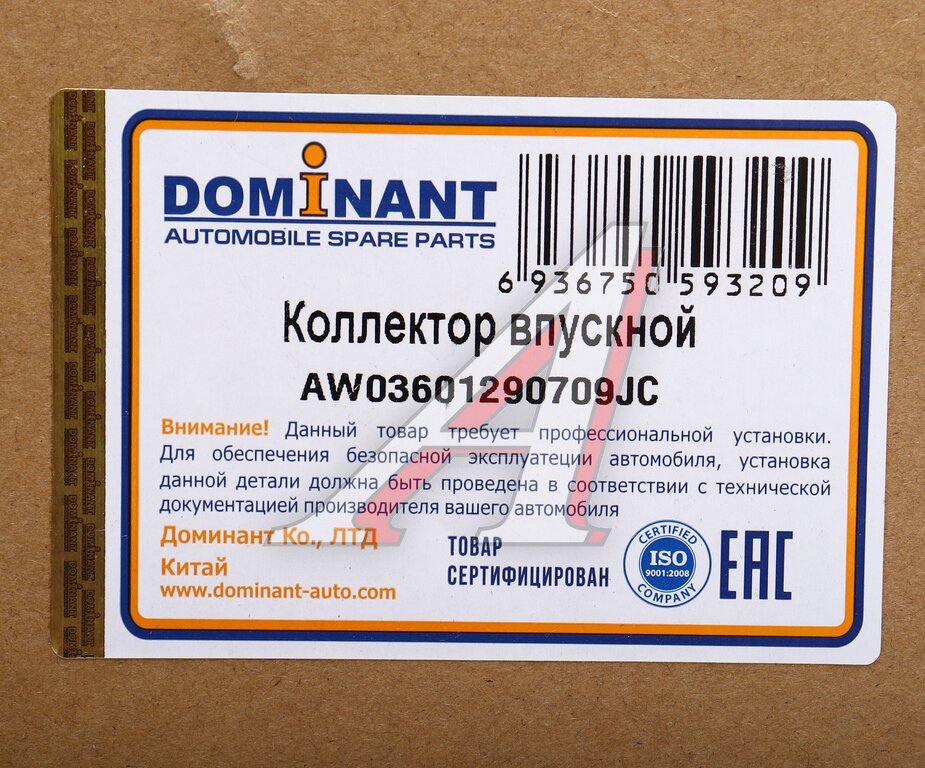 DOMiNANT
AUTOMOBILE SPARE PARTS
6 936750 593209
Коллектор впускной
AW03601290709JC
Внимание! Данный товар требует профессиональной установки.
Для обеспечения безопасной эксплуатеции автомобиля, установка
данной детали должна быть проведена в соответствии с технической
документацией производителя вашего автомобиля
Доминант Ко., ЛТД
Китай
www.dominant-auto.com
ТОВАР
СЕРТИФИЦИРОВАН
CERTIFIED
ISO
9001:2008
COMPANY
EAC